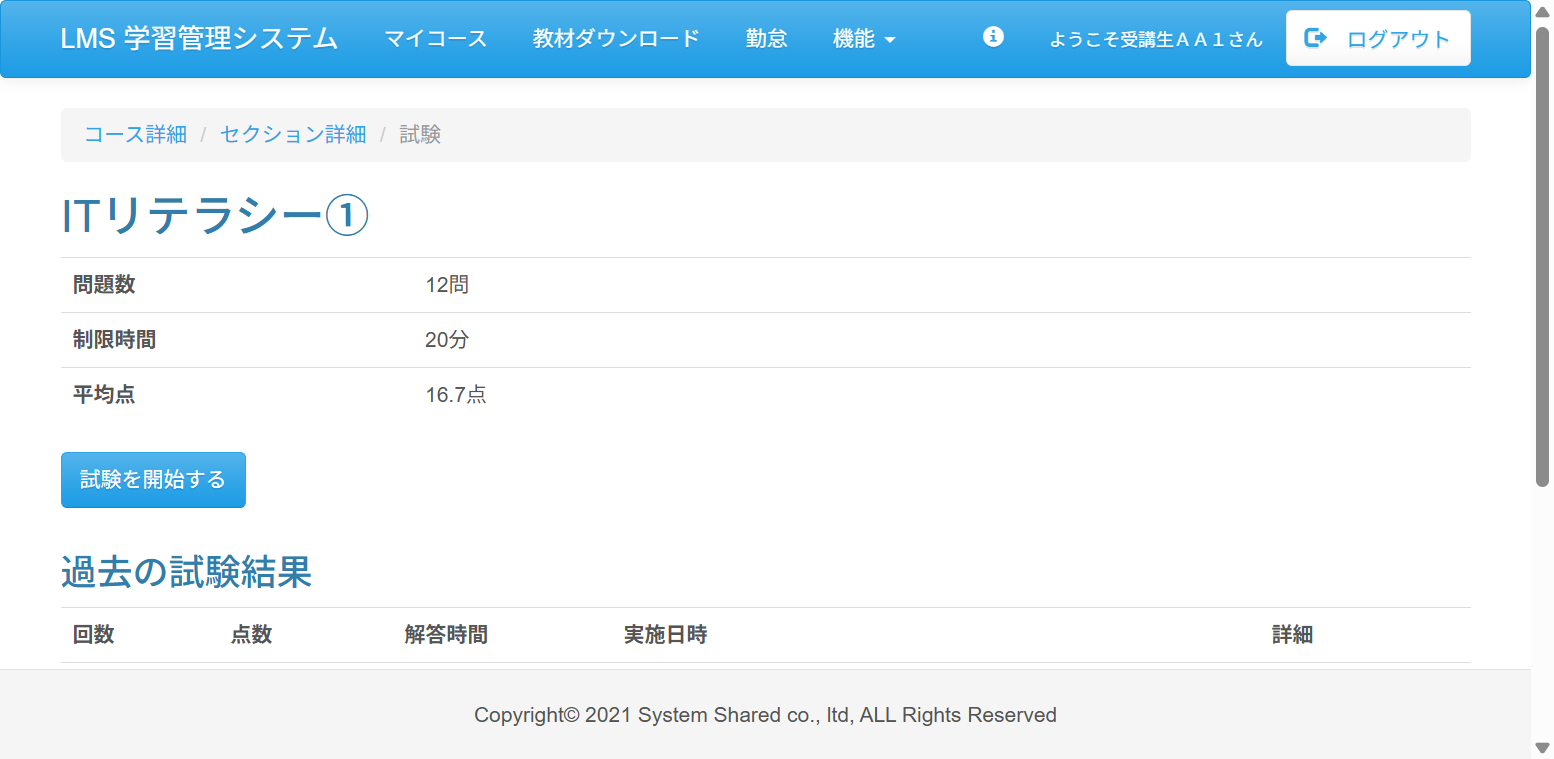 LMS 学習管理システム マイコース 教材ダウンロード 勤怠 機能 ようこそ受講生ＡＡ１さん ログアウト
コース詳細 / セクション詳細 / 試験
ITリテラシー①
問題数 12問
制限時間 20分
平均点 16.7点
試験を開始する
過去の試験結果
回数 点数 解答時間 実施日時 詳細
Copyright© 2021 System Shared co., ltd, ALL Rights Reserved